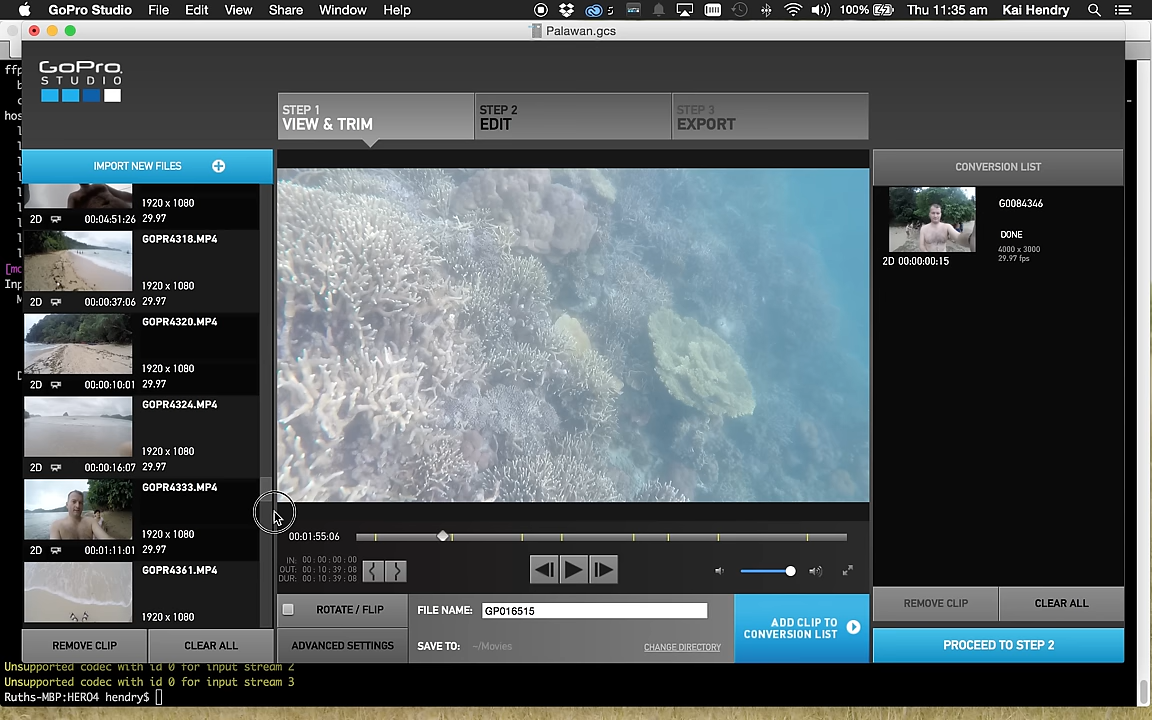 GoPro Studio File Edit View Share Window Help 100% Thu 11:35 am Kai Hendry
Palawan.gcs
GoPro
STUDIO
STEP 1
VIEW & TRIM
STEP 2
EDIT
STEP 3
EXPORT
IMPORT NEW FILES
CONVERSION LIST
1920 x 1080
2D 00:04:51:26 29.97
GOPR4318.MP4
1920 x 1080
2D 00:00:37:06 29.97
GOPR4320.MP4
1920 x 1080
2D 00:00:10:01 29.97
GOPR4324.MP4
1920 x 1080
2D 00:00:16:07 29.97
GOPR4333.MP4
1920 x 1080
2D 00:01:11:01 29.97
GOPR4361.MP4
1920 x 1080
REMOVE CLIP CLEAR ALL
00:01:55:06
IN: 00:00:00:00
OUT: 00:10:39:08
DUR: 00:10:39:08
ROTATE / FLIP
ADVANCED SETTINGS
FILE NAME: GP016515
SAVE TO: ~/Movies CHANGE DIRECTORY
ADD CLIP TO
CONVERSION LIST
G0084346
DONE
4000 x 3000
29.97 fps
2D 00:00:00:15
REMOVE CLIP CLEAR ALL
PROCEED TO STEP 2
Unsupported codec with id 0 for input stream 2
Unsupported codec with id 0 for input stream 3
Ruths-MBP:HERO4 hendry$